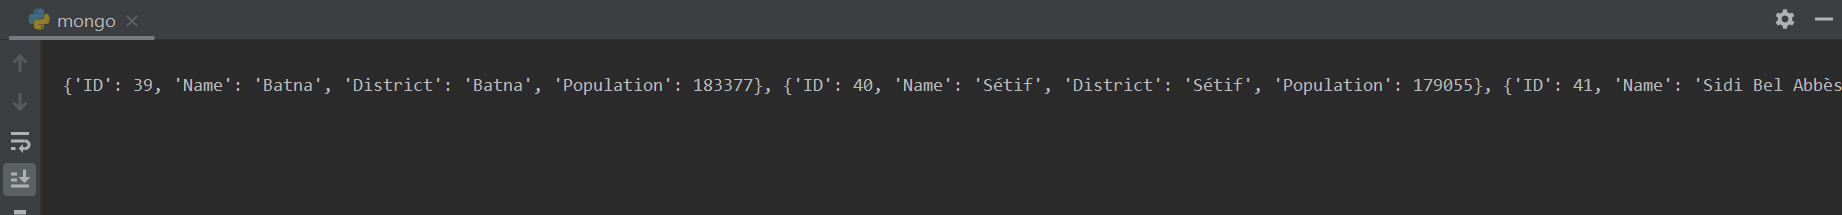 mongo
{'ID': 39, 'Name': 'Batna', 'District': 'Batna', 'Population': 183377}, {'ID': 40, 'Name': 'Sétif', 'District': 'Sétif', 'Population': 179055}, {'ID': 41, 'Name': 'Sidi Bel Abbès